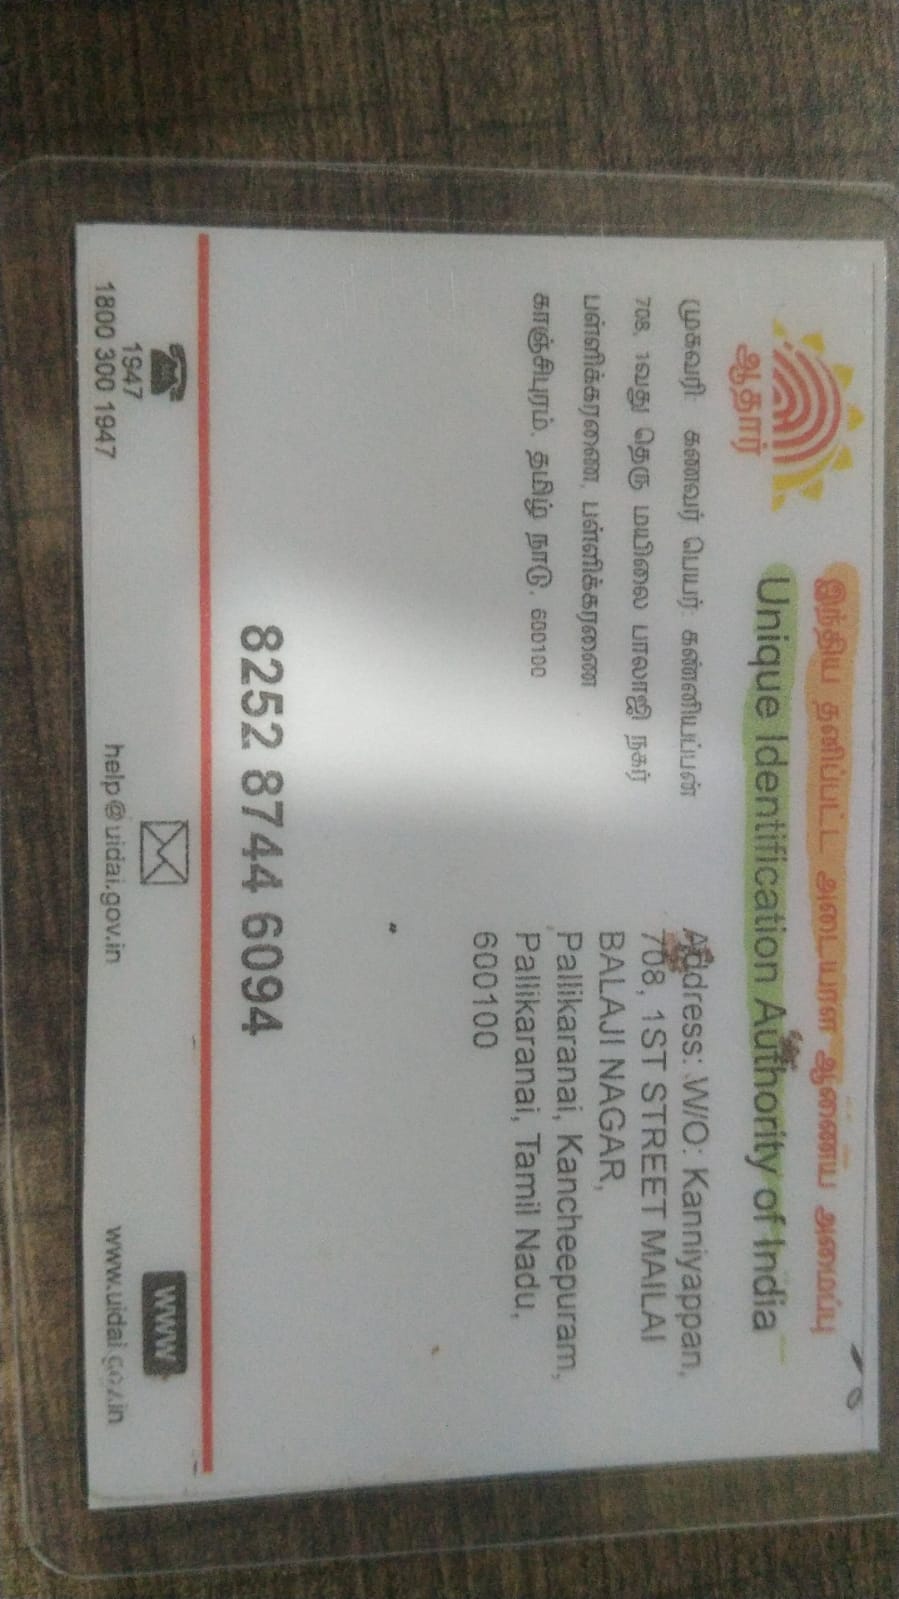 இந்திய தனிப்பட்ட அடையாள ஆணைய அமைப்பு
Unique Identification Authority of India
ஆதார்
முகவரி: கணவர் பெயர்: கன்னியப்பன்
708, 1வது தெரு மயிலை பாலாஜி நகர்
பள்ளிக்கரணை, பள்ளிக்கரணை
காஞ்சிபுரம், தமிழ் நாடு, 600100
Address: W/O: Kanniyappan,
708, 1ST STREET MAILAI
BALAJI NAGAR,
Pallikaranai, Kancheepuram,
Pallikaranai, Tamil Nadu,
600100
8252 8744 6094
1947
1800 300 1947
help@uidai.gov.in
www
www.uidai.gov.in